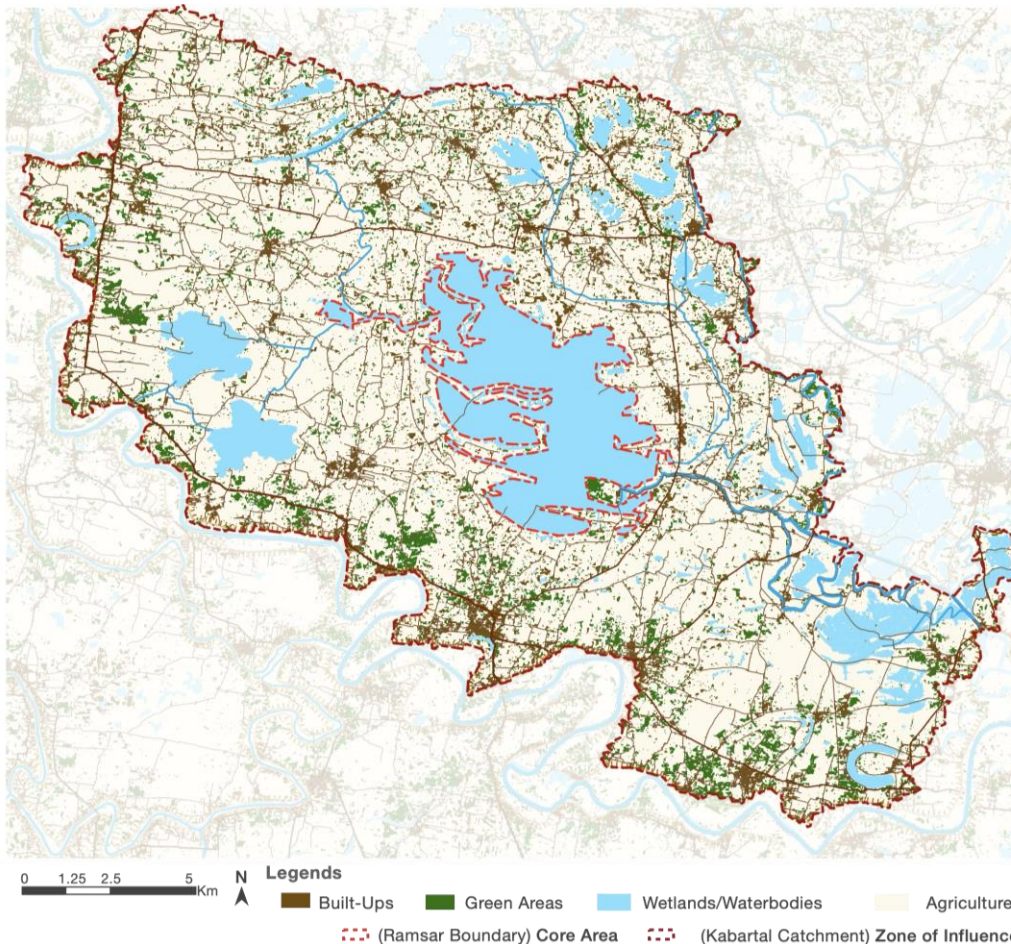 0 1.25 2.5 5 Km
N
Legends
Built-Ups Green Areas Wetlands/Waterbodies Agriculture
(Ramsar Boundary) Core Area (Kabartal Catchment) Zone of Influence